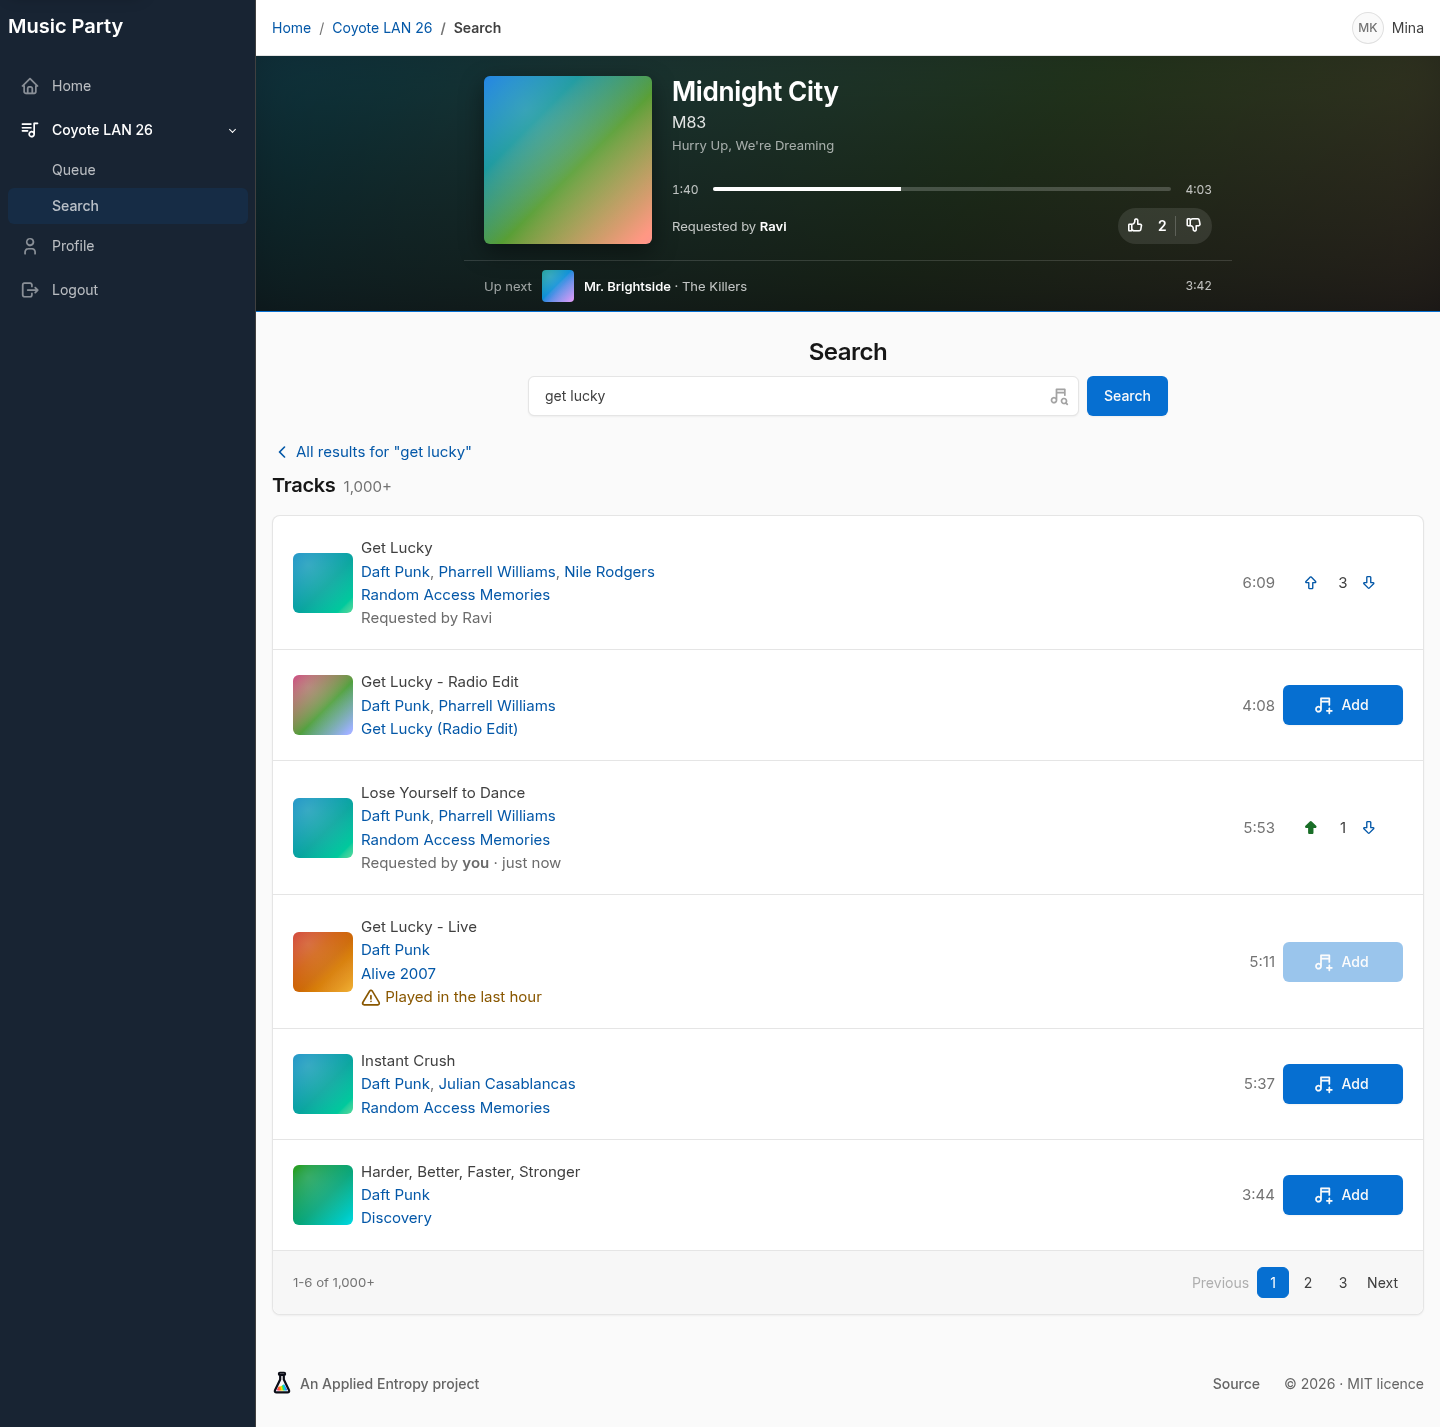 Music Party
Home
Coyote LAN 26
Queue
Search
Profile
Logout
Home / Coyote LAN 26 / Search
MK Mina
Midnight City
M83
Hurry Up, We're Dreaming
1:40 4:03
Requested by Ravi
2
Up next Mr. Brightside · The Killers 3:42
Search
get lucky
Search
All results for "get lucky"
Tracks 1,000+
Get Lucky
Daft Punk, Pharrell Williams, Nile Rodgers
Random Access Memories
Requested by Ravi
6:09 3
Get Lucky - Radio Edit
Daft Punk, Pharrell Williams
Get Lucky (Radio Edit)
4:08 Add
Lose Yourself to Dance
Daft Punk, Pharrell Williams
Random Access Memories
Requested by you · just now
5:53 1
Get Lucky - Live
Daft Punk
Alive 2007
Played in the last hour
5:11 Add
Instant Crush
Daft Punk, Julian Casablancas
Random Access Memories
5:37 Add
Harder, Better, Faster, Stronger
Daft Punk
Discovery
3:44 Add
1-6 of 1,000+
Previous 1 2 3 Next
An Applied Entropy project
Source © 2026 · MIT licence